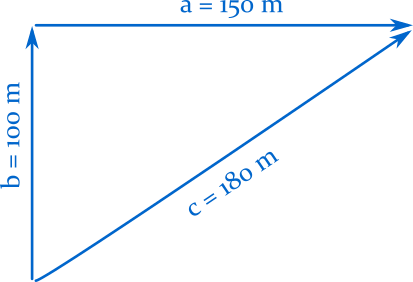 a = 150 m
b = 100 m
c = 180 m